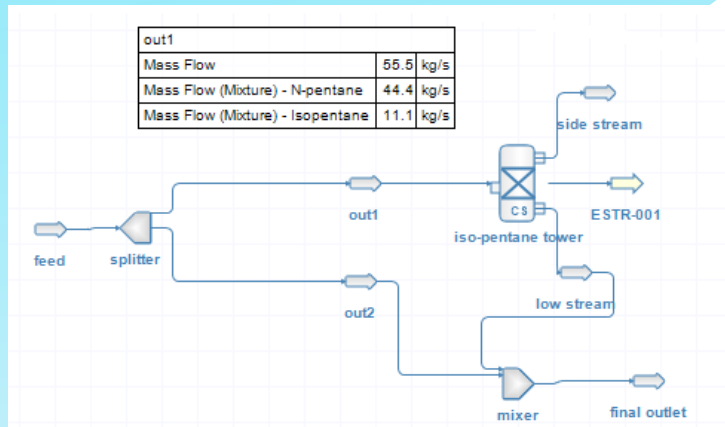 out1
Mass Flow 55.5 kg/s
Mass Flow (Mixture) - N-pentane 44.4 kg/s
Mass Flow (Mixture) - Isopentane 11.1 kg/s
side stream
out1
CS
ESTR-001
iso-pentane tower
feed
splitter
out2
low stream
mixer
final outlet